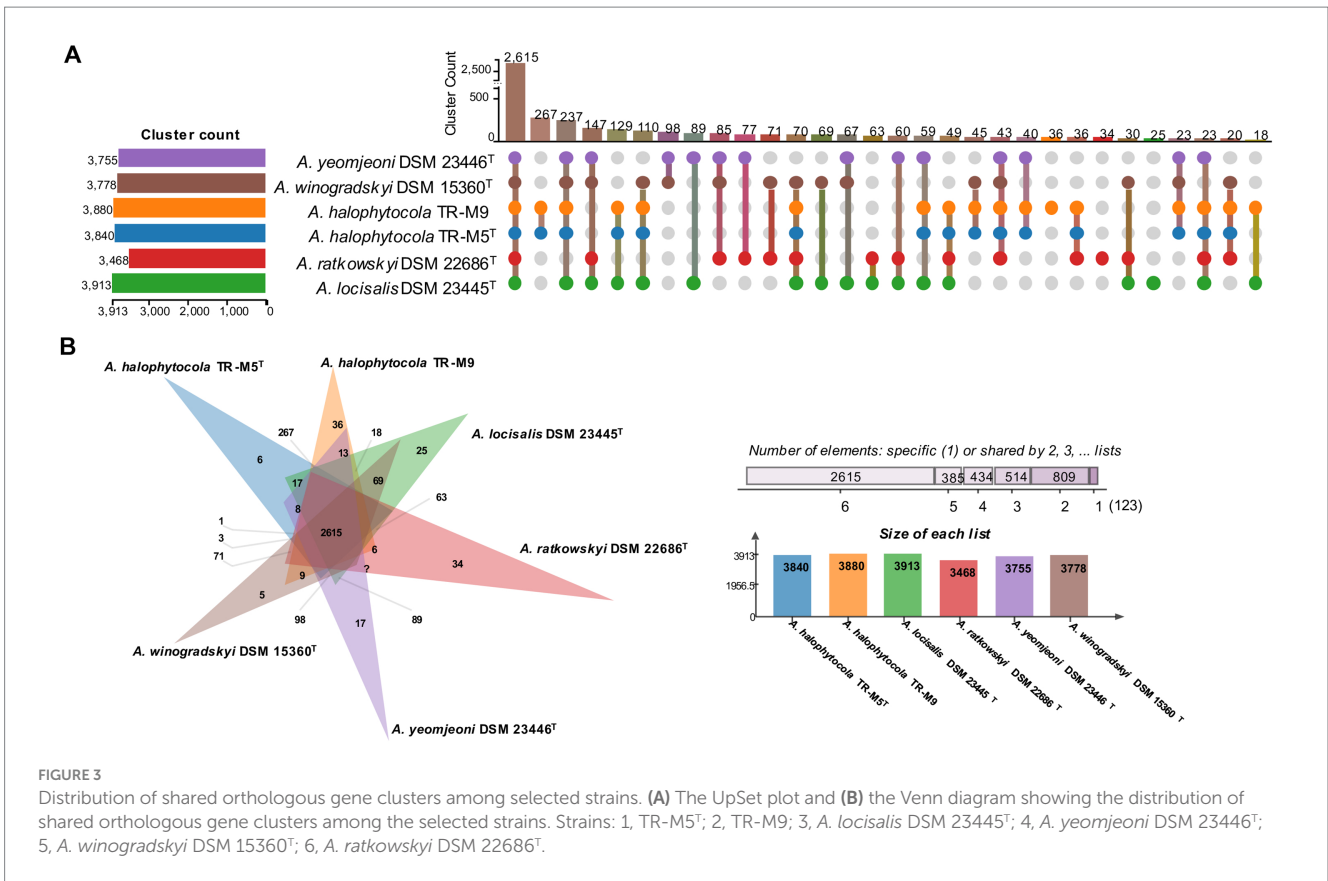 A
Cluster Count
2,500
500
0
2,615 267 237 147 129 110 98 89 85 77 71 70 69 67 63 60 59 49 45 43 40 36 36 34 30 25 23 23 20 18
Cluster count
3,755 A. yeomjeoni DSM 23446T
3,778 A. winogradskyi DSM 15360T
3,880 A. halophytocola TR-M9
3,840 A. halophytocola TR-M5T
3,468 A. ratkowskyi DSM 22686T
3,913 A. locisalis DSM 23445T
3,913 3,000 2,000 1,000 0
B
A. halophytocola TR-M5T
A. halophytocola TR-M9
A. locisalis DSM 23445T
A. ratkowskyi DSM 22686T
A. winogradskyi DSM 15360T
A. yeomjeoni DSM 23446T
267 36 18
6 13 25
17 69
8 63
1 2615
3 6
71 ? 34
9
5 98 17 89
Number of elements: specific (1) or shared by 2, 3, ... lists
2615 385 434 514 809
6 5 4 3 2 1 (123)
Size of each list
3913
1956.5
0
3840 3880 3913 3468 3755 3778
A. halophytocola TR-M5T
A. halophytocola TR-M9
A. locisalis DSM 23445 T
A. ratkowskyi DSM 22686 T
A. yeomjeoni DSM 23446 T
A. winogradskyi DSM 15360 T
FIGURE 3
Distribution of shared orthologous gene clusters among selected strains. (A) The UpSet plot and (B) the Venn diagram showing the distribution of
shared orthologous gene clusters among the selected strains. Strains: 1, TR-M5T; 2, TR-M9; 3, A. locisalis DSM 23445T; 4, A. yeomjeoni DSM 23446T;
5, A. winogradskyi DSM 15360T; 6, A. ratkowskyi DSM 22686T.